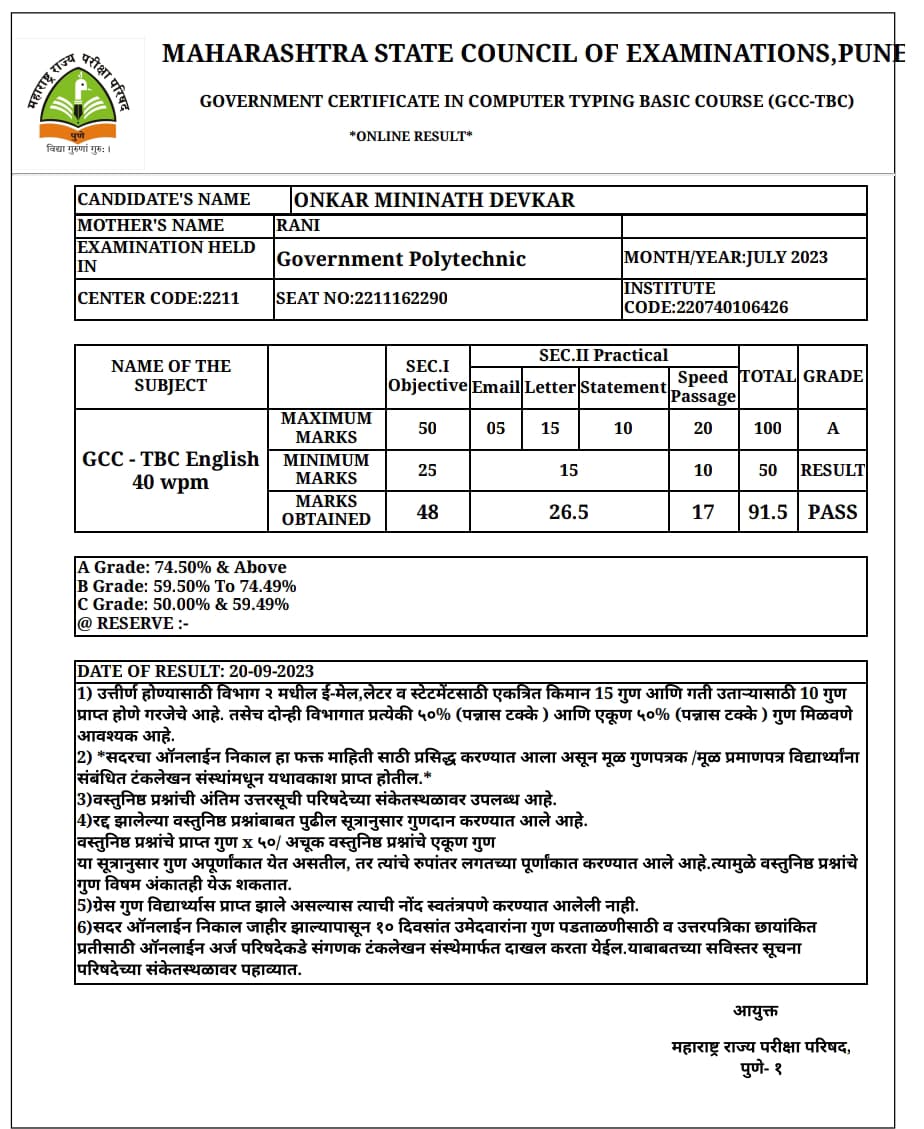 महाराष्ट्र राज्य परीक्षा परिषद
पुणे
विद्या गुरुणां गुरु: ।
MAHARASHTRA STATE COUNCIL OF EXAMINATIONS,PUNE
GOVERNMENT CERTIFICATE IN COMPUTER TYPING BASIC COURSE (GCC-TBC)
*ONLINE RESULT*
CANDIDATE'S NAME ONKAR MININATH DEVKAR
MOTHER'S NAME RANI
EXAMINATION HELD
IN
Government Polytechnic
MONTH/YEAR:JULY 2023
CENTER CODE:2211
SEAT NO:2211162290
INSTITUTE
CODE:220740106426
NAME OF THE
SUBJECT
SEC.I
Objective
SEC.II Practical
Email Letter Statement
Speed
Passage
TOTAL GRADE
GCC - TBC English
40 wpm
MAXIMUM
MARKS
50 05 15 10 20 100 A
MINIMUM
MARKS
25 15 10 50 RESULT
MARKS
OBTAINED
48 26.5 17 91.5 PASS
A Grade: 74.50% & Above
B Grade: 59.50% To 74.49%
C Grade: 50.00% & 59.49%
@ RESERVE :-
DATE OF RESULT: 20-09-2023
1) उत्तीर्ण होण्यासाठी विभाग २ मधील ई-मेल,लेटर व स्टेटमेंटसाठी एकत्रित किमान 15 गुण आणि गती उताऱ्यासाठी 10 गुण
प्राप्त होणे गरजेचे आहे. तसेच दोन्ही विभागात प्रत्येकी ५०% (पन्नास टक्के ) आणि एकूण ५०% (पन्नास टक्के ) गुण मिळवणे
आवश्यक आहे.
2) *सदरचा ऑनलाईन निकाल हा फक्त माहिती साठी प्रसिद्ध करण्यात आला असून मूळ गुणपत्रक /मूळ प्रमाणपत्र विद्यार्थ्यांना
संबंधित टंकलेखन संस्थांमधून यथावकाश प्राप्त होतील.*
3)वस्तुनिष्ठ प्रश्नांची अंतिम उत्तरसूची परिषदेच्या संकेतस्थळावर उपलब्ध आहे.
4)रद्द झालेल्या वस्तुनिष्ठ प्रश्नांबाबत पुढील सूत्रानुसार गुणदान करण्यात आले आहे.
वस्तुनिष्ठ प्रश्नांचे प्राप्त गुण x ५०/ अचूक वस्तुनिष्ठ प्रश्नांचे एकूण गुण
या सूत्रानुसार गुण अपूर्णांकात येत असतील, तर त्यांचे रुपांतर लगतच्या पूर्णांकात करण्यात आले आहे.त्यामुळे वस्तुनिष्ठ प्रश्नांचे
गुण विषम अंकातही येऊ शकतात.
5)ग्रेस गुण विद्यार्थ्यास प्राप्त झाले असल्यास त्याची नोंद स्वतंत्रपणे करण्यात आलेली नाही.
6)सदर ऑनलाईन निकाल जाहीर झाल्यापासून १० दिवसांत उमेदवारांना गुण पडताळणीसाठी व उत्तरपत्रिका छायांकित
प्रतीसाठी ऑनलाईन अर्ज परिषदेकडे संगणक टंकलेखन संस्थेमार्फत दाखल करता येईल.याबाबतच्या सविस्तर सूचना
परिषदेच्या संकेतस्थळावर पहाव्यात.
आयुक्त
महाराष्ट्र राज्य परीक्षा परिषद,
पुणे- १